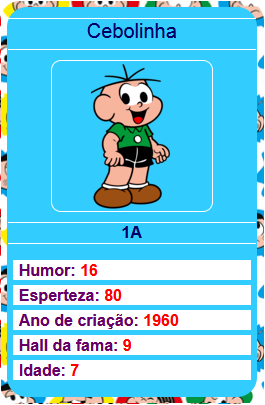 Cebolinha
1A
Humor: 16
Esperteza: 80
Ano de criação: 1960
Hall da fama: 9
Idade: 7